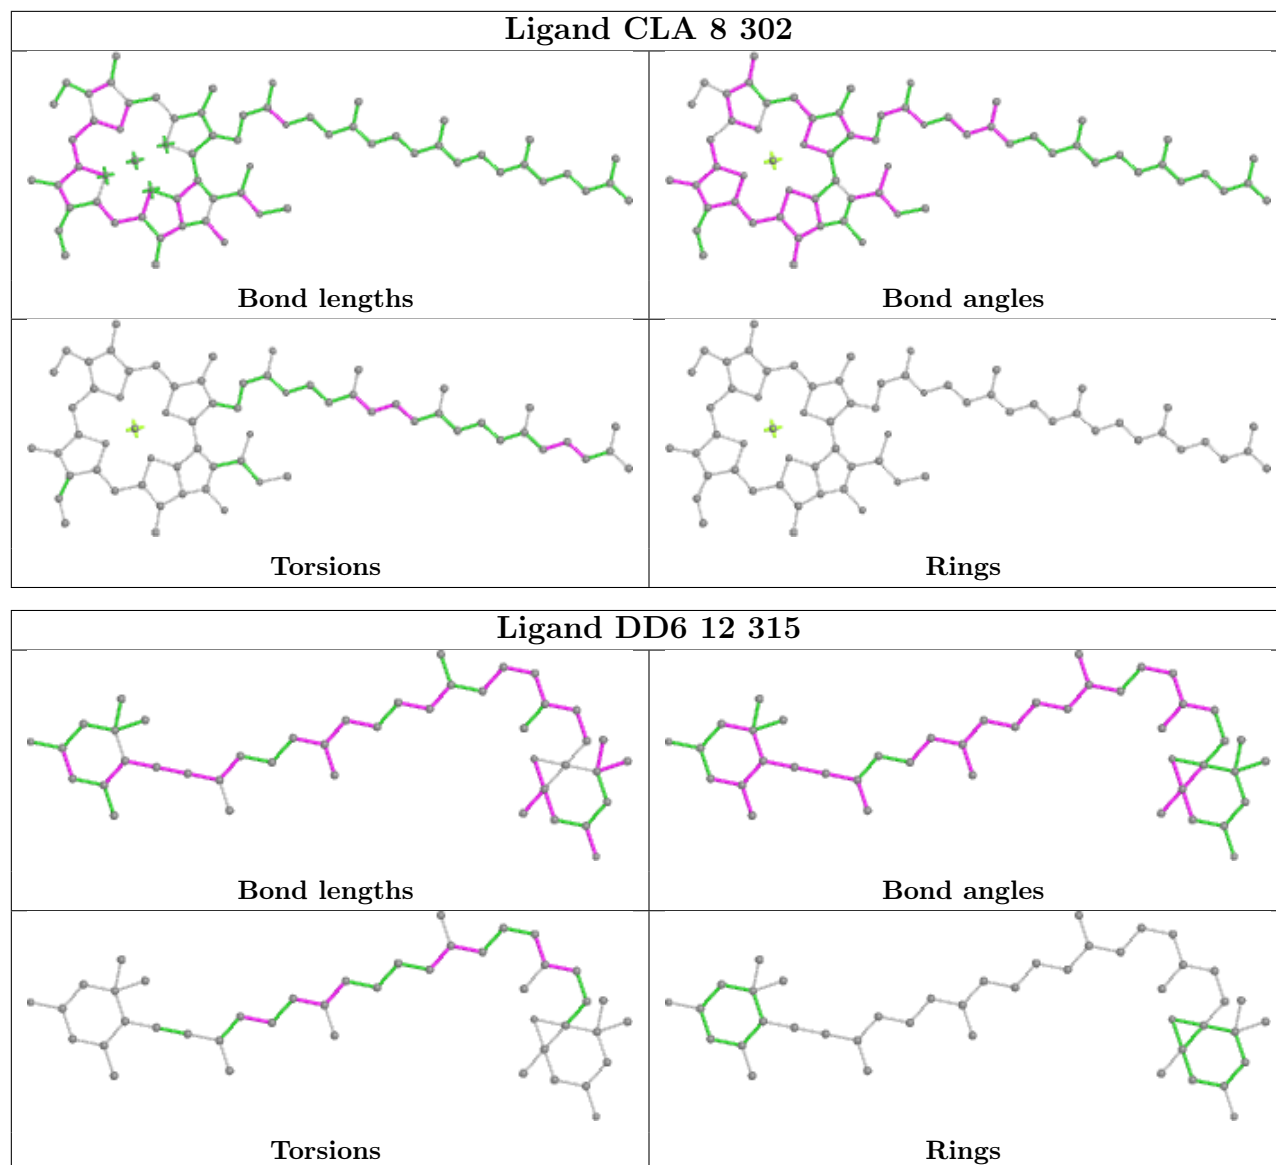 Ligand CLA 8 302
Bond lengths
Bond angles
Torsions
Rings
Ligand DD6 12 315
Bond lengths
Bond angles
Torsions
Rings